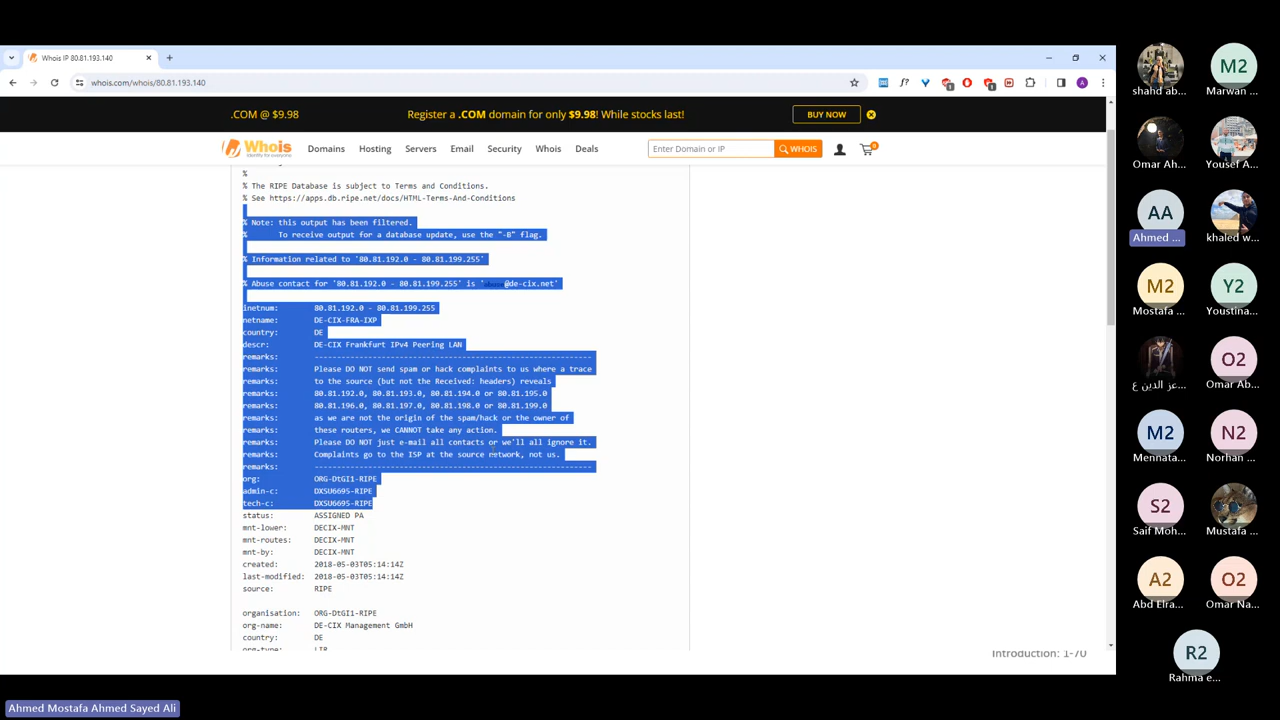 Whois IP 80.81.193.140
whois.com/whois/80.81.193.140
.COM @ $9.98
Register a .COM domain for only $9.98! While stocks last!
BUY NOW
Whois
Identity for everyone
Domains
Hosting
Servers
Email
Security
Whois
Deals
Enter Domain or IP
WHOIS
0
%
% The RIPE Database is subject to Terms and Conditions.
% See https://apps.db.ripe.net/docs/HTML-Terms-And-Conditions
% Note: this output has been filtered.
% To receive output for a database update, use the "-B" flag.
% Information related to '80.81.192.0 - 80.81.199.255'
% Abuse contact for '80.81.192.0 - 80.81.199.255' is '@de-cix.net'
inetnum: 80.81.192.0 - 80.81.199.255
netname: DE-CIX-FRA-IXP
country: DE
descr: DE-CIX Frankfurt IPv4 Peering LAN
remarks: --------------------------------------------------------------
remarks: Please DO NOT send spam or hack complaints to us where a trace
remarks: to the source (but not the Received: headers) reveals
remarks: 80.81.192.0, 80.81.193.0, 80.81.194.0 or 80.81.195.0
remarks: 80.81.196.0, 80.81.197.0, 80.81.198.0 or 80.81.199.0
remarks: as we are not the origin of the spam/hack or the owner of
remarks: these routers, we CANNOT take any action.
remarks: Please DO NOT just e-mail all contacts or we'll all ignore it.
remarks: Complaints go to the ISP at the source network, not us.
remarks: --------------------------------------------------------------
org: ORG-DtGI1-RIPE
admin-c: DXSU6695-RIPE
tech-c: DXSU6695-RIPE
status: ASSIGNED PA
mnt-lower: DECIX-MNT
mnt-routes: DECIX-MNT
mnt-by: DECIX-MNT
created: 2018-05-03T05:14:14Z
last-modified: 2018-05-03T05:14:14Z
source: RIPE
organisation: ORG-DtGI1-RIPE
org-name: DE-CIX Management GmbH
country: DE
org-type: LIR
Introduction: 1-70
shahd ab...
M2
Marwan ...
Omar Ah...
Yousef A...
AA
Ahmed ...
khaled w...
M2
Mostafa ...
Y2
Youstina...
عز الدين ع...
O2
Omar Ab...
M2
Mennata...
N2
Norhan ...
S2
Saif Moh...
Mustafa ...
A2
Abd Elra...
O2
Omar Na...
R2
Rahma e...
Ahmed Mostafa Ahmed Sayed Ali